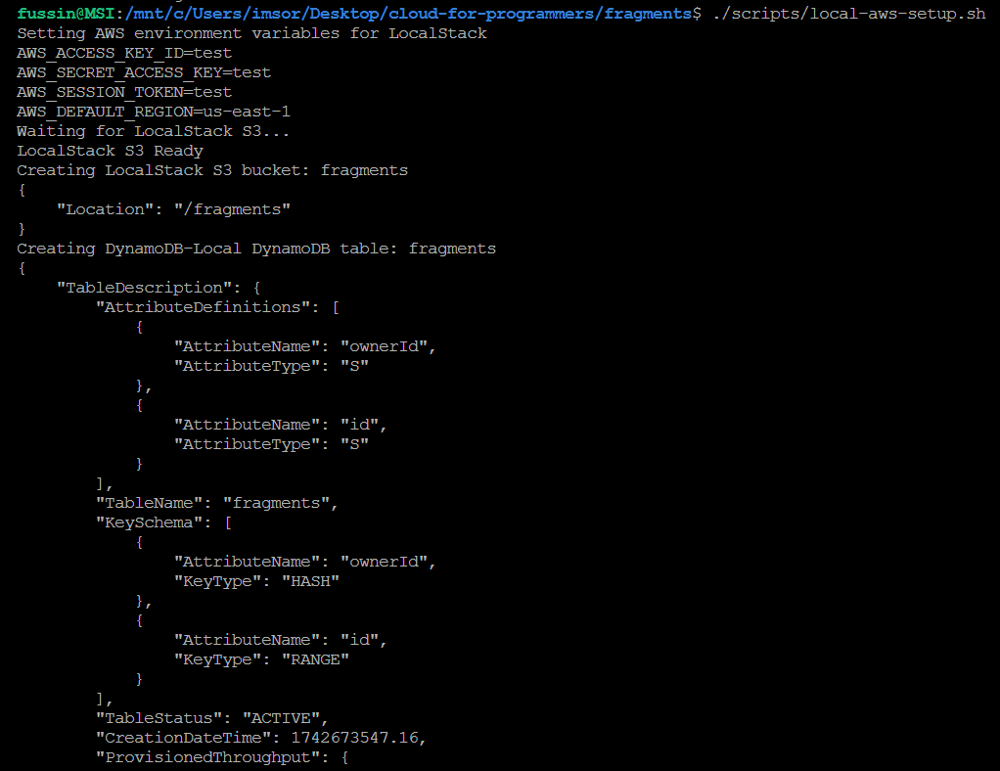 fussin@MSI:/mnt/c/Users/imsor/Desktop/cloud-for-programmers/fragments$ ./scripts/local-aws-setup.sh
Setting AWS environment variables for LocalStack
AWS_ACCESS_KEY_ID=test
AWS_SECRET_ACCESS_KEY=test
AWS_SESSION_TOKEN=test
AWS_DEFAULT_REGION=us-east-1
Waiting for LocalStack S3...
LocalStack S3 Ready
Creating LocalStack S3 bucket: fragments
{
    "Location": "/fragments"
}
Creating DynamoDB-Local DynamoDB table: fragments
{
    "TableDescription": {
        "AttributeDefinitions": [
            {
                "AttributeName": "ownerId",
                "AttributeType": "S"
            },
            {
                "AttributeName": "id",
                "AttributeType": "S"
            }
        ],
        "TableName": "fragments",
        "KeySchema": [
            {
                "AttributeName": "ownerId",
                "KeyType": "HASH"
            },
            {
                "AttributeName": "id",
                "KeyType": "RANGE"
            }
        ],
        "TableStatus": "ACTIVE",
        "CreationDateTime": 1742673547.16,
        "ProvisionedThroughput": {